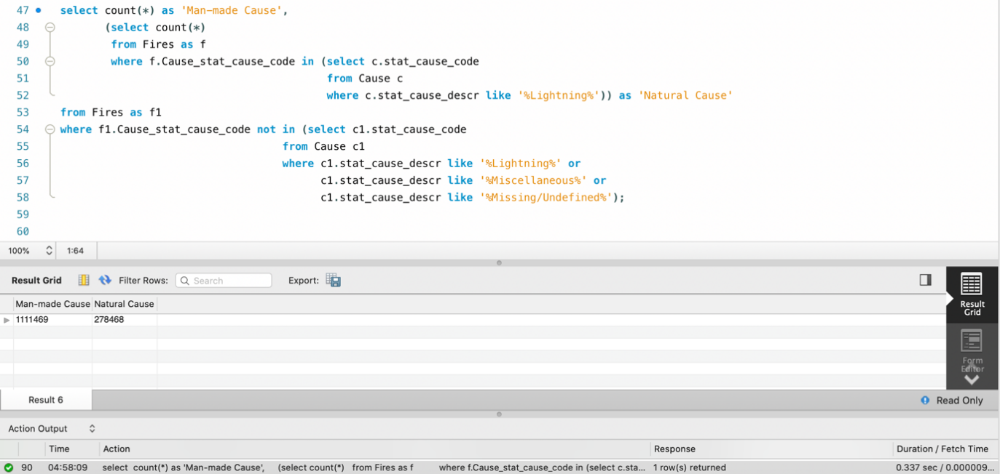 47 select count(*) as 'Man-made Cause',
48 (select count(*)
49 from Fires as f
50 where f.Cause_stat_cause_code in (select c.stat_cause_code
51 from Cause c
52 where c.stat_cause_descr like '%Lightning%')) as 'Natural Cause'
53 from Fires as f1
54 where f1.Cause_stat_cause_code not in (select c1.stat_cause_code
55 from Cause c1
56 where c1.stat_cause_descr like '%Lightning%' or
57 c1.stat_cause_descr like '%Miscellaneous%' or
58 c1.stat_cause_descr like '%Missing/Undefined%');
59
60
100% 1:64
Result Grid Filter Rows: Search Export:
Man-made Cause Natural Cause
1111469 278468
Result
Grid
Form
Editor
Result 6 Read Only
Action Output
Time Action Response Duration / Fetch Time
90 04:58:09 select count(*) as 'Man-made Cause', (select count(*) from Fires as f where f.Cause_stat_cause_code in (select c.sta... 1 row(s) returned 0.337 sec / 0.000009...